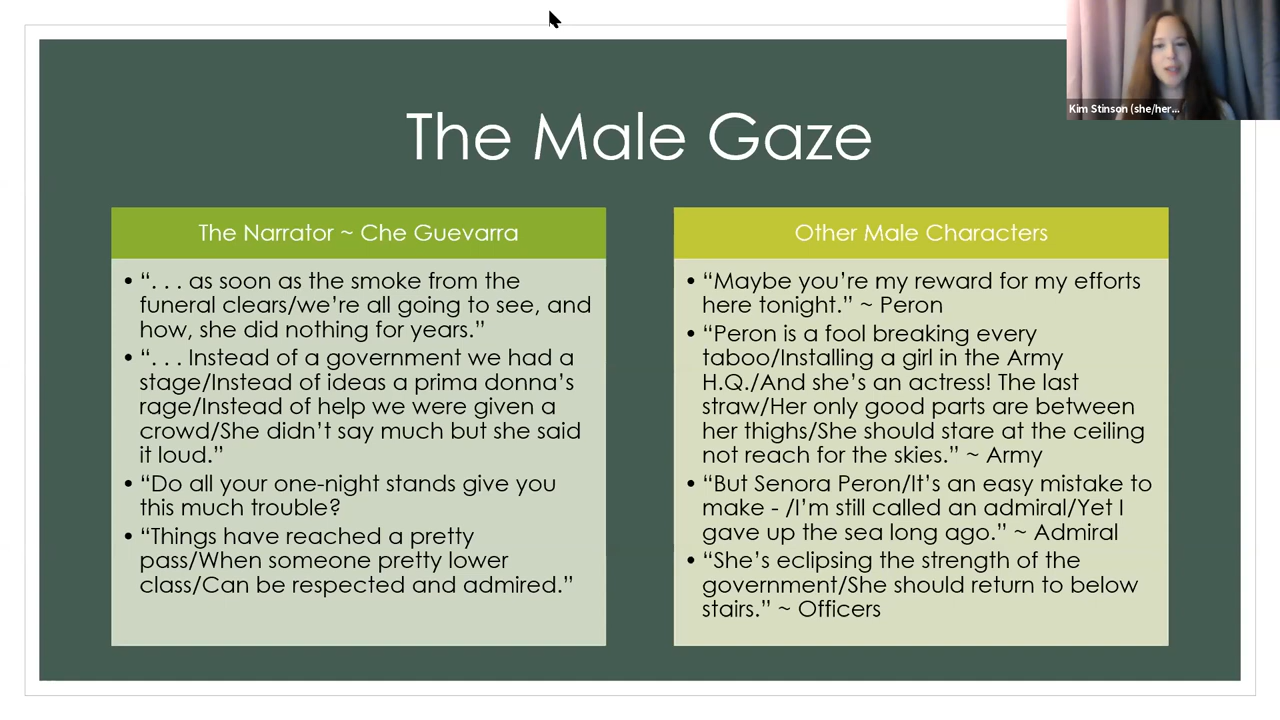 Kim Stinson (she/her...
The Male Gaze
The Narrator ~ Che Guevarra
• “. . . as soon as the smoke from the
funeral clears/we’re all going to see, and
how, she did nothing for years.”
• “. . . Instead of a government we had a
stage/Instead of ideas a prima donna’s
rage/Instead of help we were given a
crowd/She didn’t say much but she said
it loud.”
• “Do all your one-night stands give you
this much trouble?
• “Things have reached a pretty
pass/When someone pretty lower
class/Can be respected and admired.”
Other Male Characters
• “Maybe you’re my reward for my efforts
here tonight.” ~ Peron
• “Peron is a fool breaking every
taboo/Installing a girl in the Army
H.Q./And she’s an actress! The last
straw/Her only good parts are between
her thighs/She should stare at the ceiling
not reach for the skies.” ~ Army
• “But Senora Peron/It’s an easy mistake to
make - /I’m still called an admiral/Yet I
gave up the sea long ago.” ~ Admiral
• “She’s eclipsing the strength of the
government/She should return to below
stairs.” ~ Officers